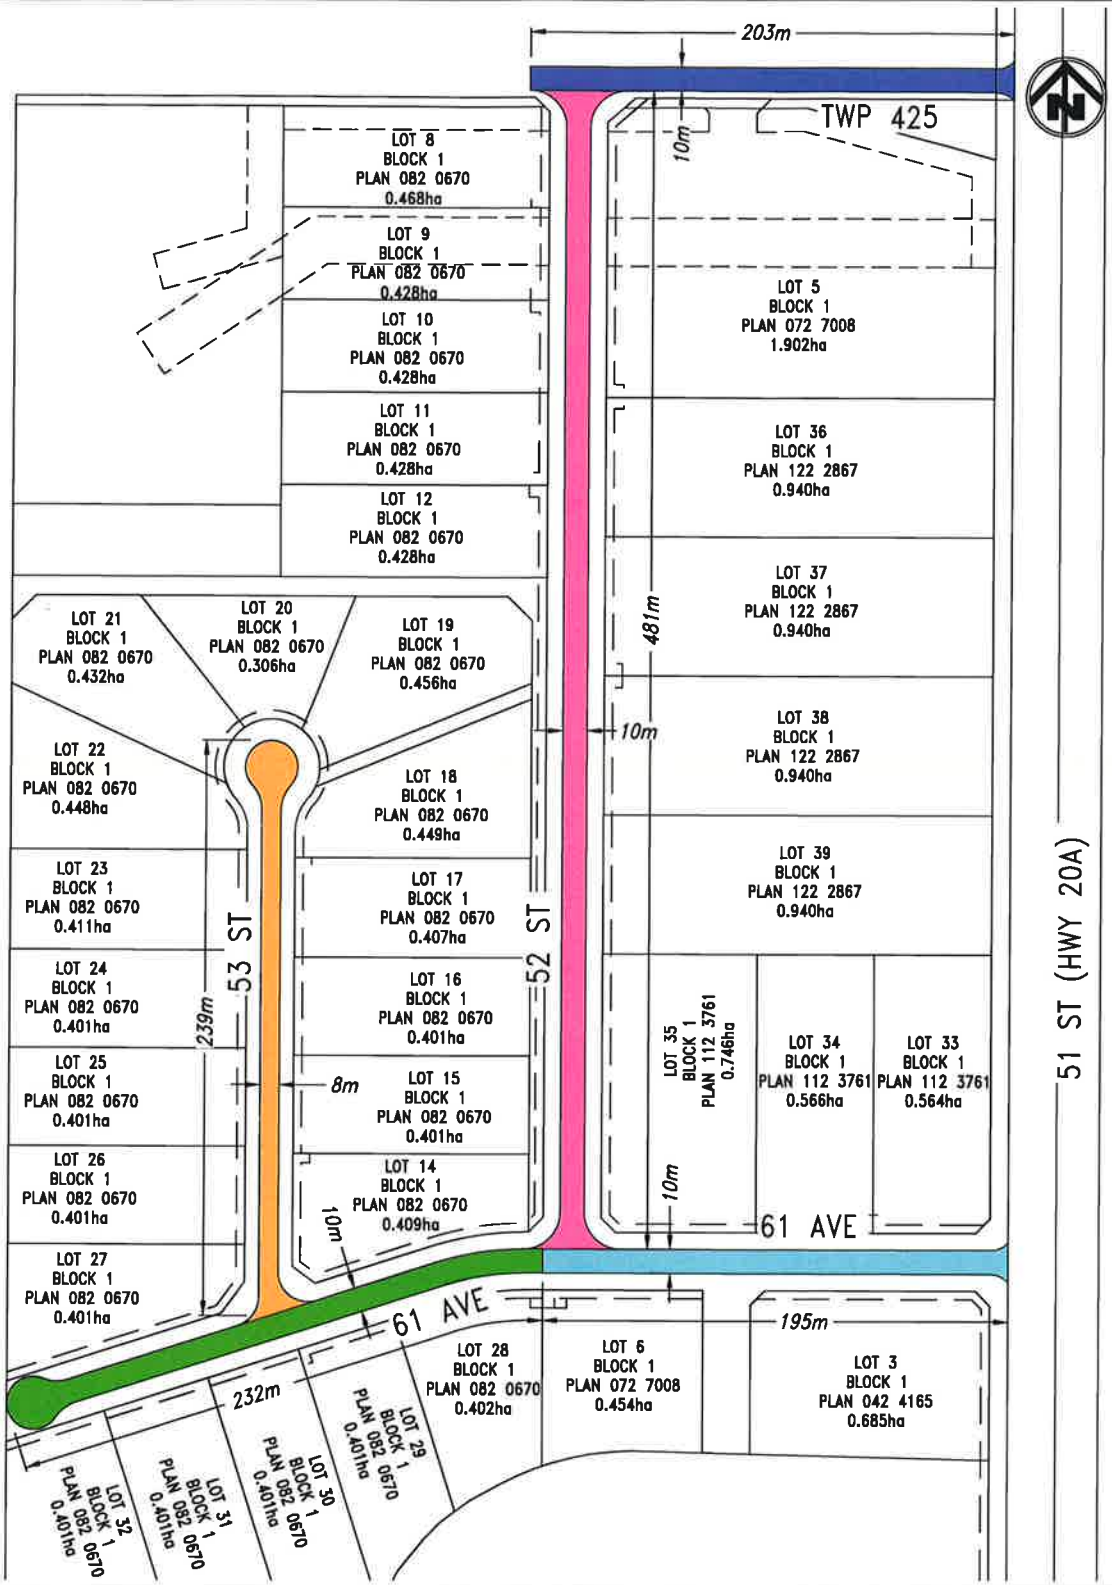 203m
N
TWP 425
10m
LOT 8
BLOCK 1
PLAN 082 0670
0.468ha
LOT 9
BLOCK 1
PLAN 082 0670
0.428ha
LOT 10
BLOCK 1
PLAN 082 0670
0.428ha
LOT 11
BLOCK 1
PLAN 082 0670
0.428ha
LOT 12
BLOCK 1
PLAN 082 0670
0.428ha
LOT 5
BLOCK 1
PLAN 072 7008
1.902ha
LOT 36
BLOCK 1
PLAN 122 2867
0.940ha
LOT 37
BLOCK 1
PLAN 122 2867
0.940ha
481m
LOT 21
BLOCK 1
PLAN 082 0670
0.432ha
LOT 20
BLOCK 1
PLAN 082 0670
0.306ha
LOT 19
BLOCK 1
PLAN 082 0670
0.456ha
10m
LOT 38
BLOCK 1
PLAN 122 2867
0.940ha
LOT 22
BLOCK 1
PLAN 082 0670
0.448ha
LOT 18
BLOCK 1
PLAN 082 0670
0.449ha
LOT 39
BLOCK 1
PLAN 122 2867
0.940ha
LOT 23
BLOCK 1
PLAN 082 0670
0.411ha
LOT 17
BLOCK 1
PLAN 082 0670
0.407ha
53 ST
52 ST
51 ST (HWY 20A)
LOT 24
BLOCK 1
PLAN 082 0670
0.401ha
239m
LOT 16
BLOCK 1
PLAN 082 0670
0.401ha
LOT 35
BLOCK 1
PLAN 112 3761
0.746ha
LOT 34
BLOCK 1
PLAN 112 3761
0.566ha
LOT 33
BLOCK 1
PLAN 112 3761
0.564ha
LOT 25
BLOCK 1
PLAN 082 0670
0.401ha
8m
LOT 15
BLOCK 1
PLAN 082 0670
0.401ha
LOT 26
BLOCK 1
PLAN 082 0670
0.401ha
LOT 14
BLOCK 1
PLAN 082 0670
0.409ha
10m
10m
61 AVE
LOT 27
BLOCK 1
PLAN 082 0670
0.401ha
61 AVE
195m
LOT 28
BLOCK 1
PLAN 082 0670
0.402ha
LOT 6
BLOCK 1
PLAN 072 7008
0.454ha
LOT 3
BLOCK 1
PLAN 042 4165
0.685ha
232m
LOT 29
BLOCK 1
PLAN 082 0670
0.401ha
LOT 30
BLOCK 1
PLAN 082 0670
0.401ha
LOT 31
BLOCK 1
PLAN 082 0670
0.401ha
LOT 32
BLOCK 1
PLAN 082 0670
0.401ha